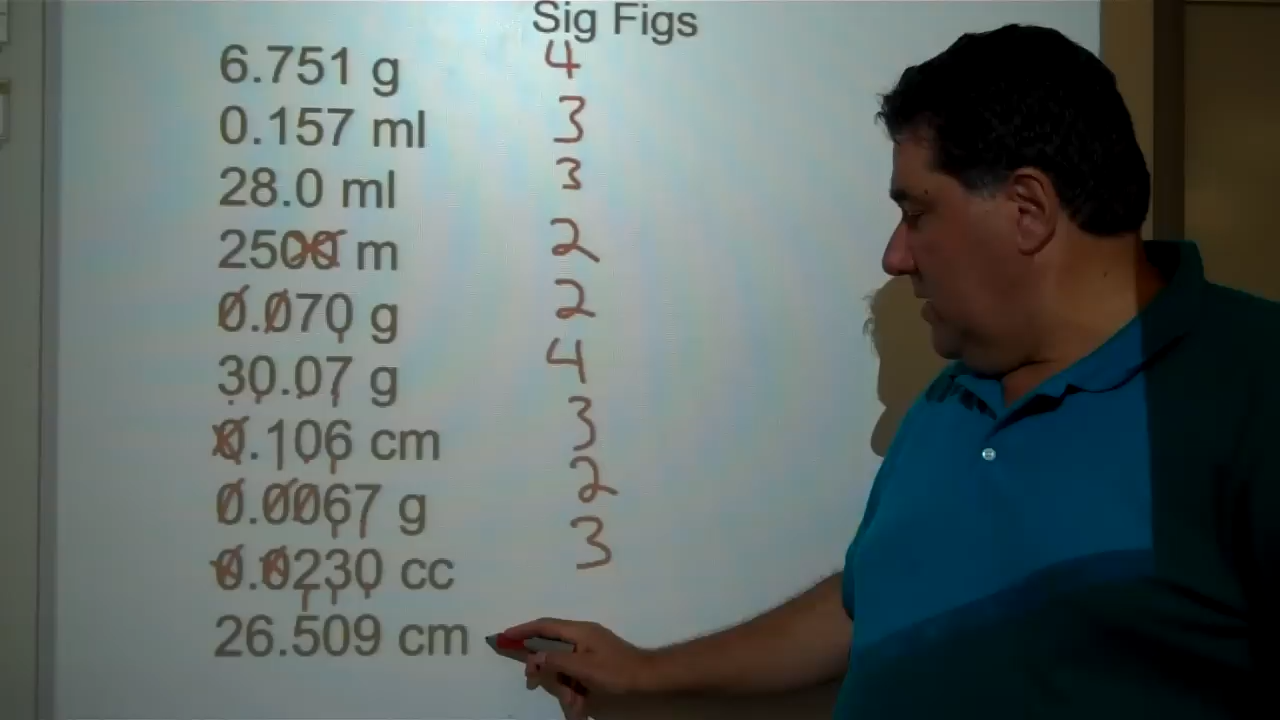 Sig Figs
6.751 g 4
0.157 ml 3
28.0 ml 3
2500 m 2
0.070 g 2
30.07 g 4
0.106 cm 3
0.0067 g 2
0.0230 cc 3
26.509 cm